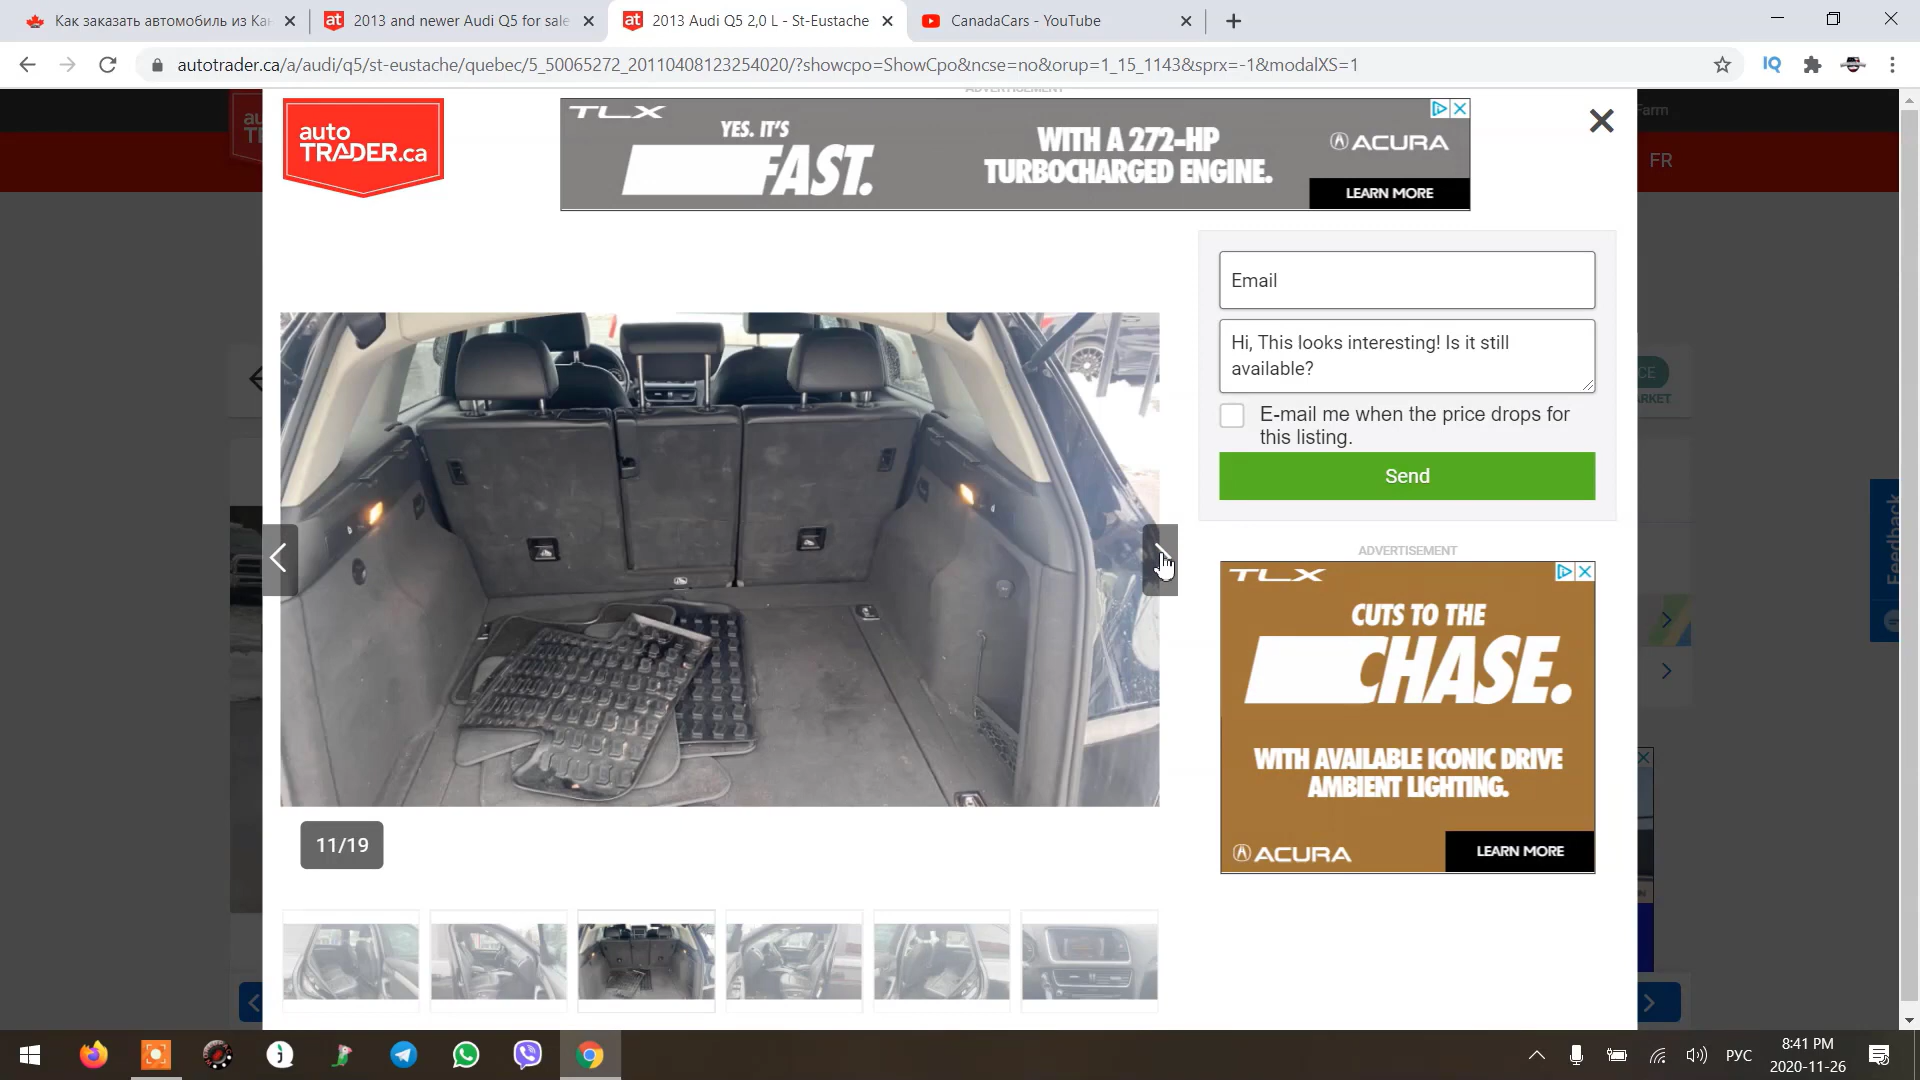 Как заказать автомобиль из Ка
2013 and newer Audi Q5 for sale
2013 Audi Q5 2,0 L - St-Eustache
CanadaCars - YouTube
autotrader.ca/a/audi/q5/st-eustache/quebec/5_50065272_20110408123254020/?showcpo=ShowCpo&ncse=no&orup=1_15_1143&sprx=-1&modalXS=1
IQ
ADVERTISEMENT
auto
TRADER.ca
TLX
YES. IT'S
FAST.
WITH A 272-HP
TURBOCHARGED ENGINE.
ACURA
LEARN MORE
Farm
FR
Email
Hi, This looks interesting! Is it still
available?
E-mail me when the price drops for
this listing.
Send
CE
ARKET
Feedback
ADVERTISEMENT
TLX
CUTS TO THE
CHASE.
WITH AVAILABLE ICONIC DRIVE
AMBIENT LIGHTING.
ACURA
LEARN MORE
11/19
РУС
8:41 PM
2020-11-26